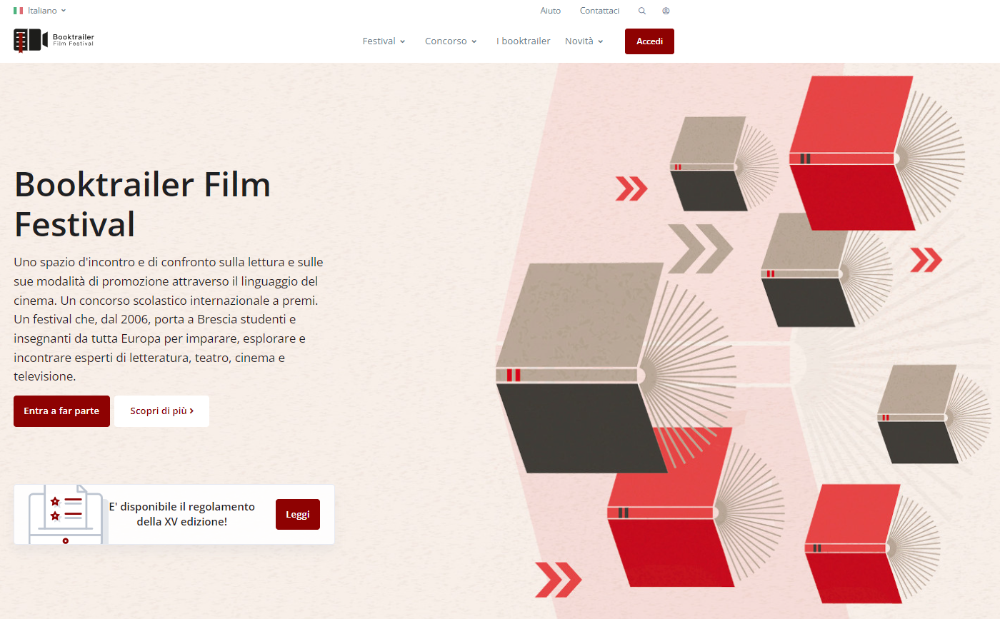 Italiano
Aiuto
Contattaci
Booktrailer
Film Festival
Festival
Concorso
I booktrailer
Novità
Accedi
Booktrailer Film
Festival
Uno spazio d'incontro e di confronto sulla lettura e sulle
sue modalità di promozione attraverso il linguaggio del
cinema. Un concorso scolastico internazionale a premi.
Un festival che, dal 2006, porta a Brescia studenti e
insegnanti da tutta Europa per imparare, esplorare e
incontrare esperti di letteratura, teatro, cinema e
televisione.
Entra a far parte
Scopri di più
E' disponibile il regolamento
della XV edizione!
Leggi